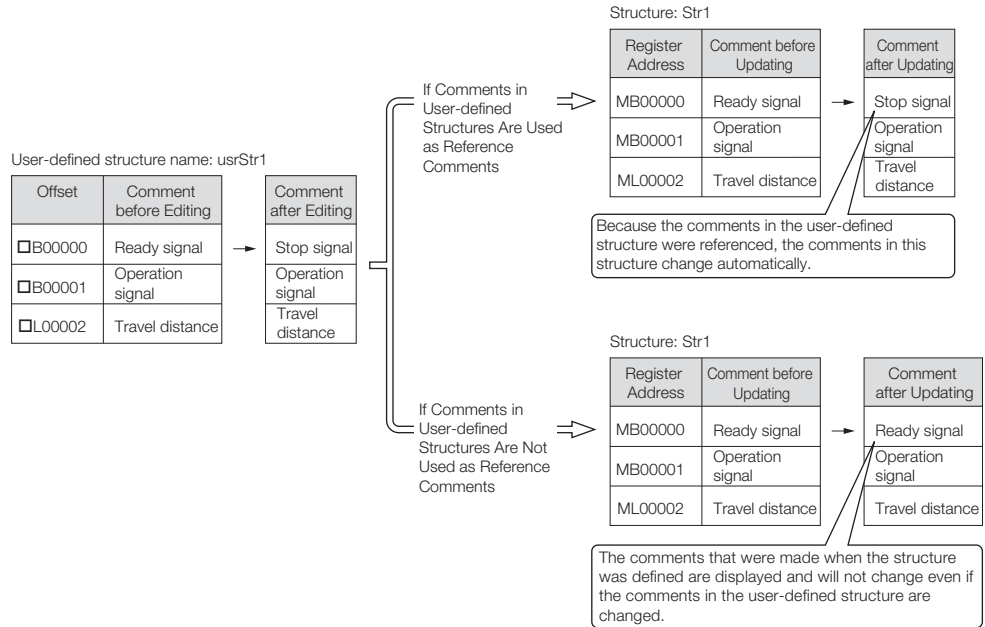 User-defined structure name: usrStr1
Offset
Comment
before Editing
Comment
after Editing
□B00000
Ready signal
→
Stop signal
□B00001
Operation
signal
Operation
signal
□L00002
Travel distance
Travel
distance
If Comments in
User-defined
Structures Are Used
as Reference
Comments
Structure: Str1
Register
Address
Comment before
Updating
Comment
after Updating
MB00000
Ready signal
→
Stop signal
MB00001
Operation
signal
Operation
signal
ML00002
Travel distance
Travel
distance
Because the comments in the user-defined
structure were referenced, the comments in this
structure change automatically.
If Comments in
User-defined
Structures Are Not
Used as Reference
Comments
Structure: Str1
Register
Address
Comment before
Updating
Comment
after Updating
MB00000
Ready signal
→
Ready signal
MB00001
Operation
signal
Operation
signal
ML00002
Travel distance
Travel distance
The comments that were made when the structure
was defined are displayed and will not change even if
the comments in the user-defined structure are
changed.